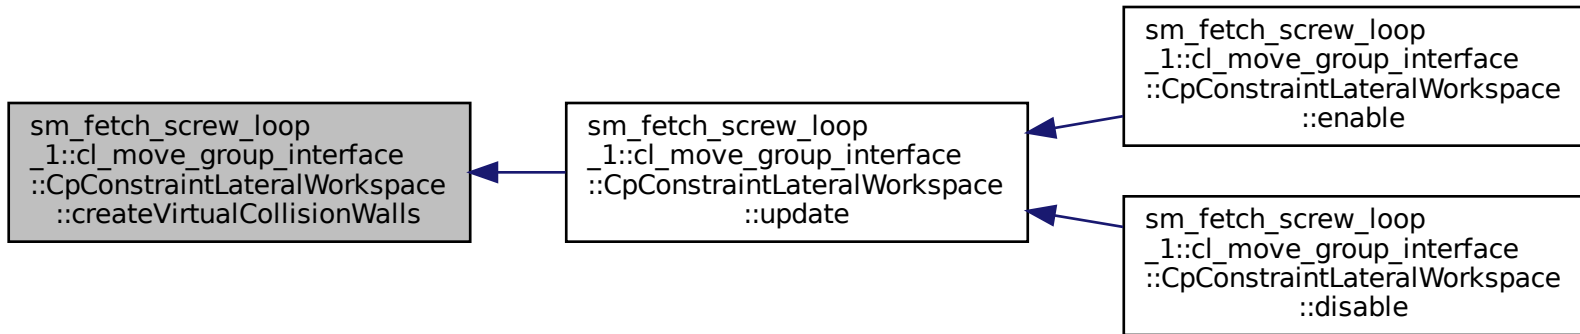 sm_fetch_screw_loop
_1::cl_move_group_interface
::CpConstraintLateralWorkspace
::createVirtualCollisionWalls
sm_fetch_screw_loop
_1::cl_move_group_interface
::CpConstraintLateralWorkspace
::update
sm_fetch_screw_loop
_1::cl_move_group_interface
::CpConstraintLateralWorkspace
::enable
sm_fetch_screw_loop
_1::cl_move_group_interface
::CpConstraintLateralWorkspace
::disable